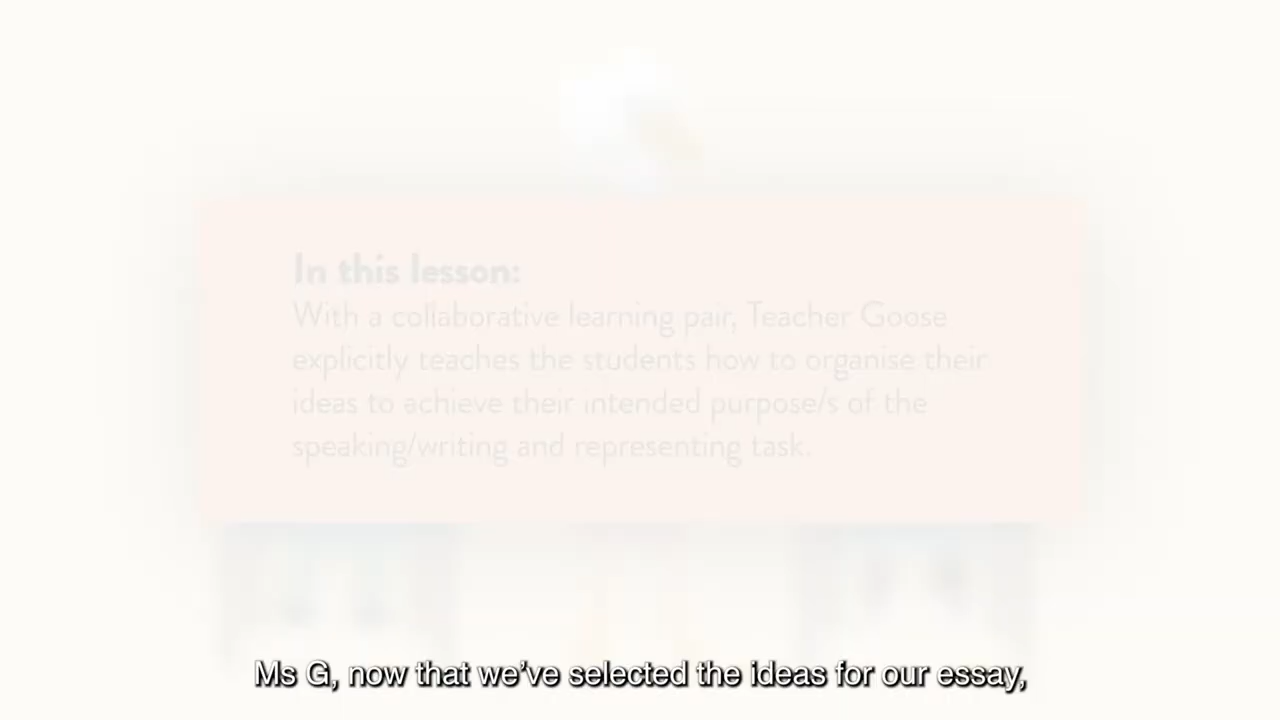 In this lesson:
With a collaborative learning pair, Teacher Goose
explicitly teaches the students how to organise their
ideas to achieve their intended purpose/s of the
speaking/writing and representing task.
Ms G, now that we've selected the ideas for our essay,